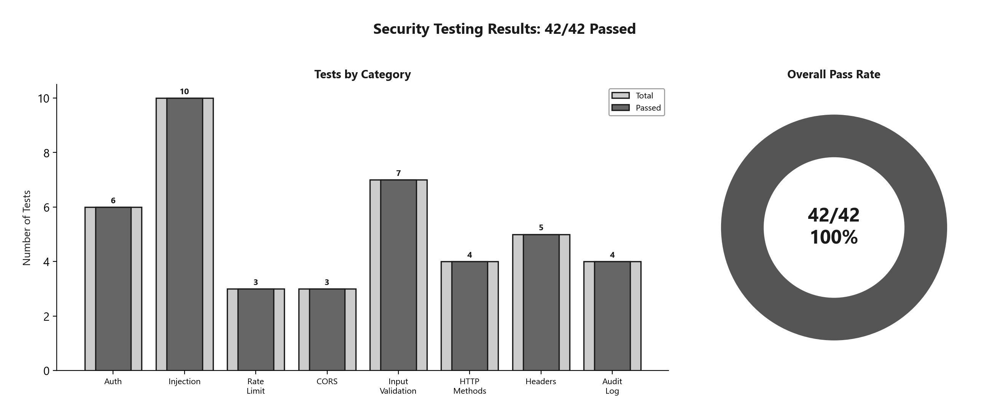 Security Testing Results: 42/42 Passed
Tests by Category
Number of Tests
10
8
6
4
2
0
6
10
3
3
7
4
5
4
Auth
Injection
Rate
Limit
CORS
Input
Validation
HTTP
Methods
Headers
Audit
Log
Total
Passed
Overall Pass Rate
42/42
100%